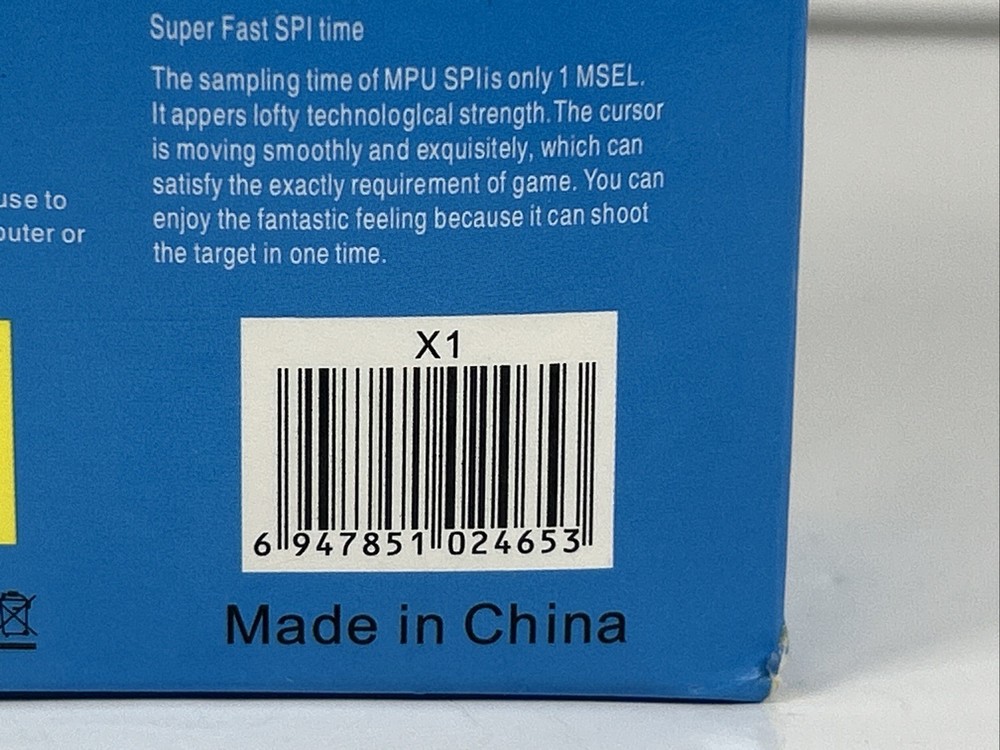 Super Fast SPI time
The sampling time of MPU SPIis only 1 MSEL.
It appers lofty technologlcal strength.The cursor
is moving smoothly and exquisitely, which can
satisfy the exactly requirement of game. You can
enjoy the fantastic feeling because it can shoot
the target in one time.
use to
outer or
X1
6 947851 024653
Made in China